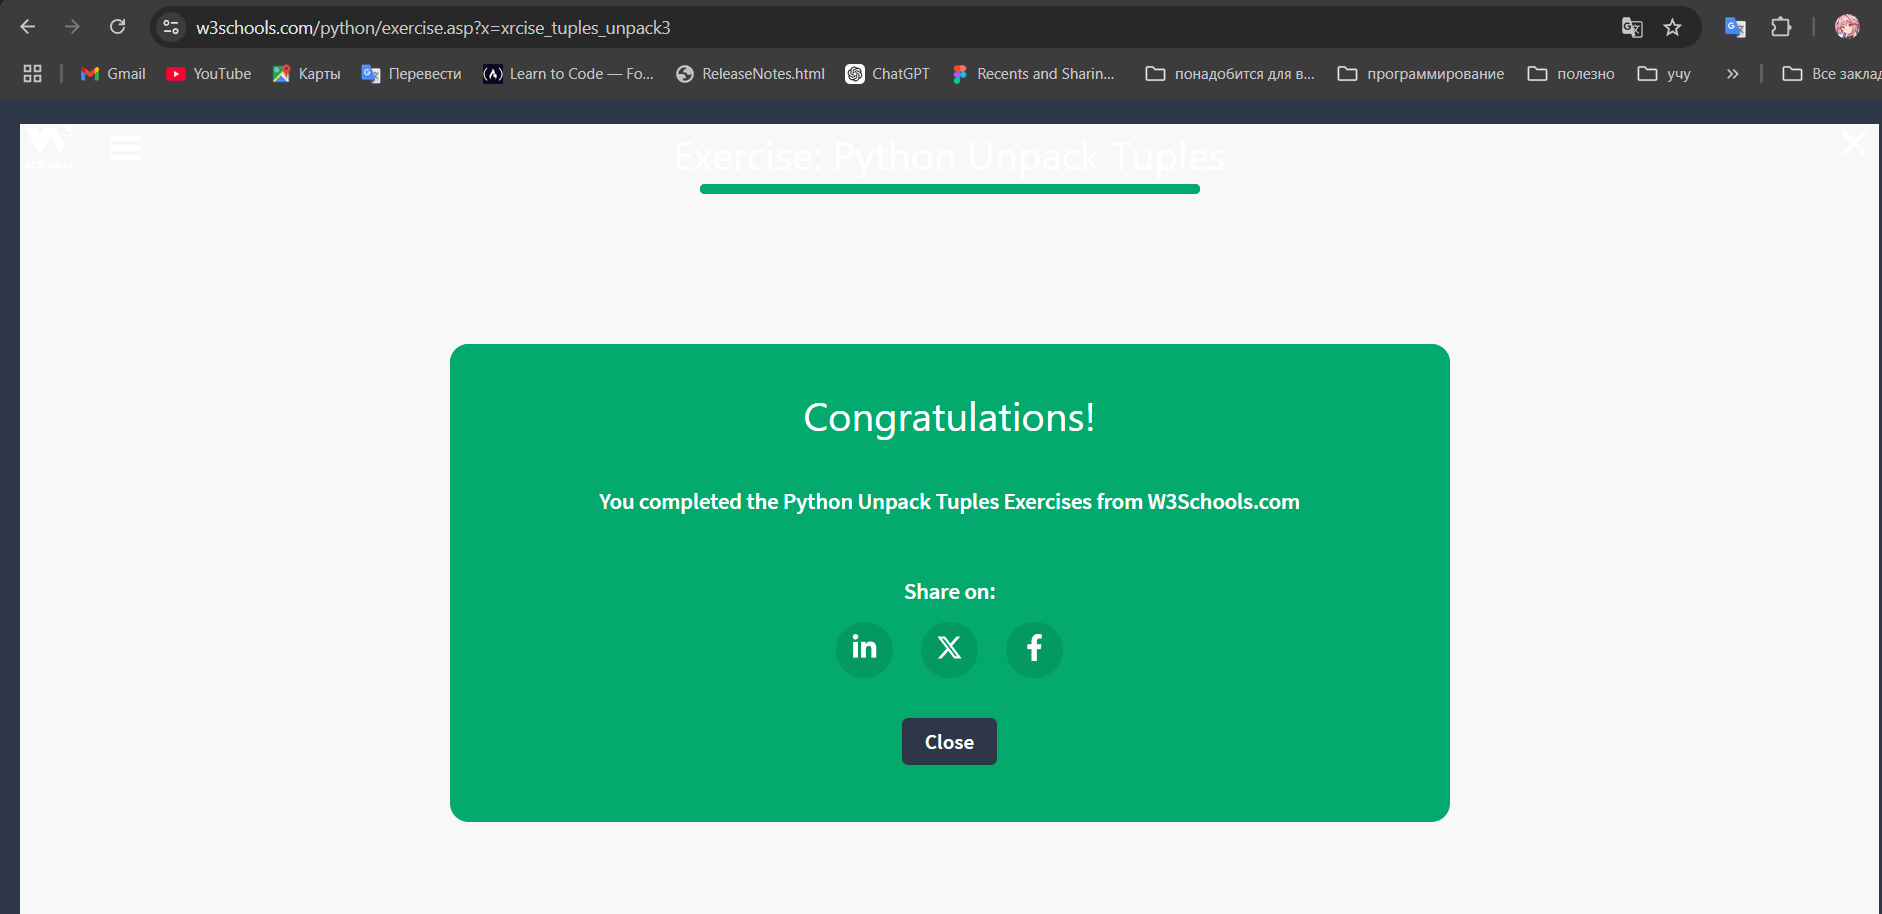 w3schools.com/python/exercise.asp?x=xrcise_tuples_unpack3
Gmail YouTube Карты Перевести Learn to Code — Fo... ReleaseNotes.html ChatGPT Recents and Sharin... понадобится для в... программирование полезно учу » Все заклад
W3 schools
Exercise: Python Unpack Tuples
Congratulations!
You completed the Python Unpack Tuples Exercises from W3Schools.com
Share on:
in X f
Close